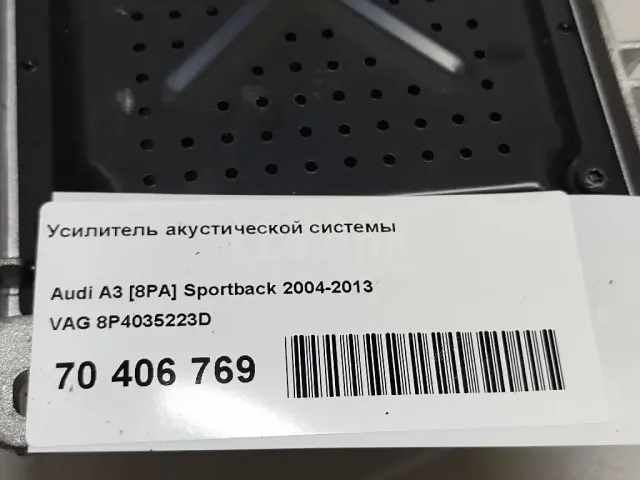 Усилитель акустической системы
Audi A3 [8PA] Sportback 2004-2013
VAG 8P4035223D
70 406 769